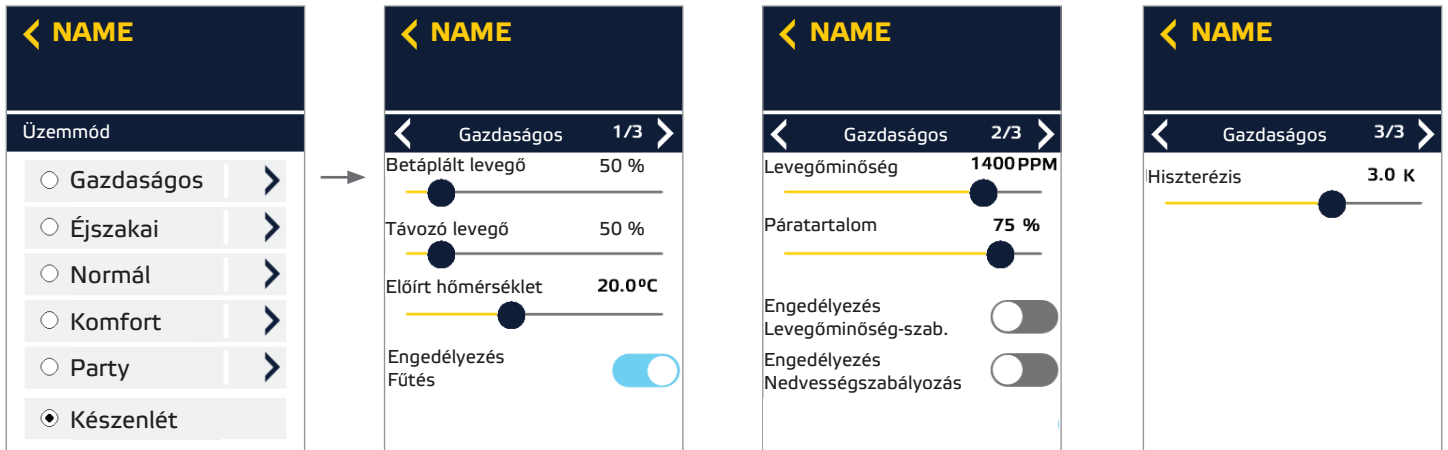 NAME
Üzemmód
Gazdaságos
Éjszakai
Normál
Komfort
Party
Készenlét
NAME
Gazdaságos 1/3
Betáplált levegő 50 %
Távozó levegő 50 %
Előírt hőmérséklet 20.0ºC
Engedélyezés
Fűtés
NAME
Gazdaságos 2/3
Levegőminőség 1400 PPM
Páratartalom 75 %
Engedélyezés
Levegőminőség-szab.
Engedélyezés
Nedvességszabályozás
NAME
Gazdaságos 3/3
Hiszterézis 3.0 K